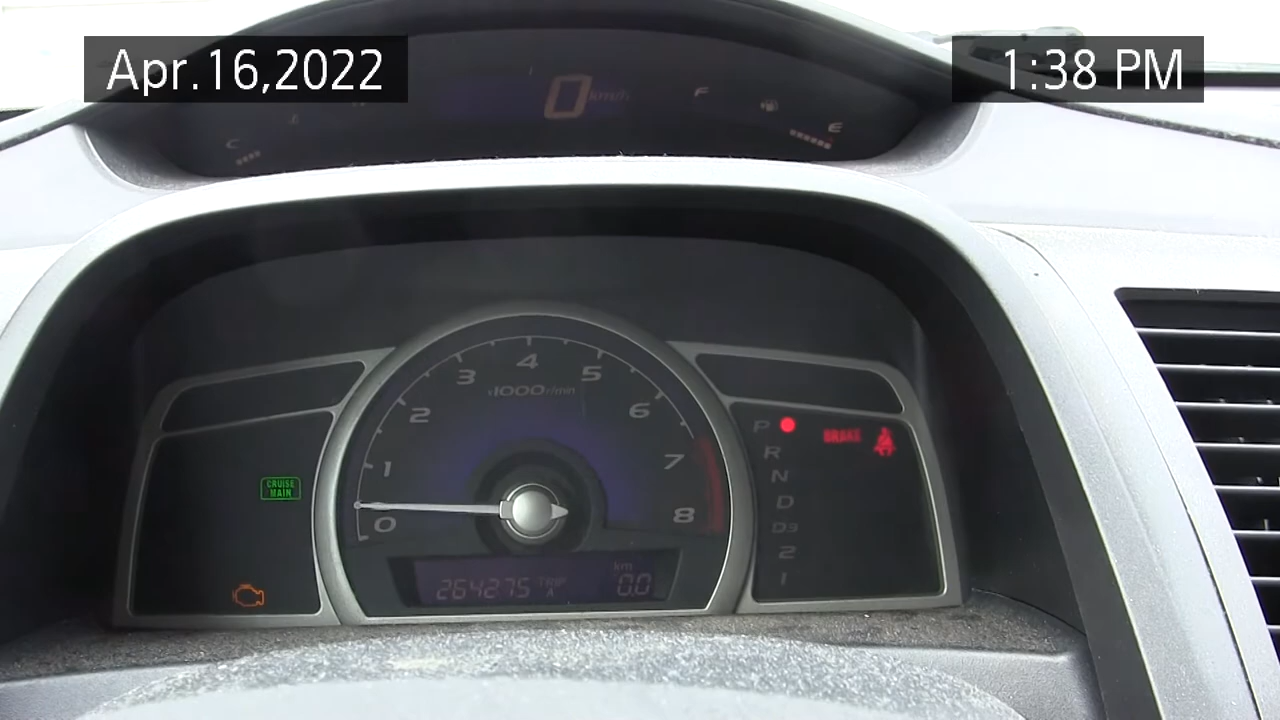 Apr.16,2022
1:38 PM
0 km/h
F
E
C
4
3
5
x1000r/min
2
6
1
7
0
8
CRUISE
MAIN
P
BRAKE
R
N
D
D3
2
1
264275 TRIP A km 0.0